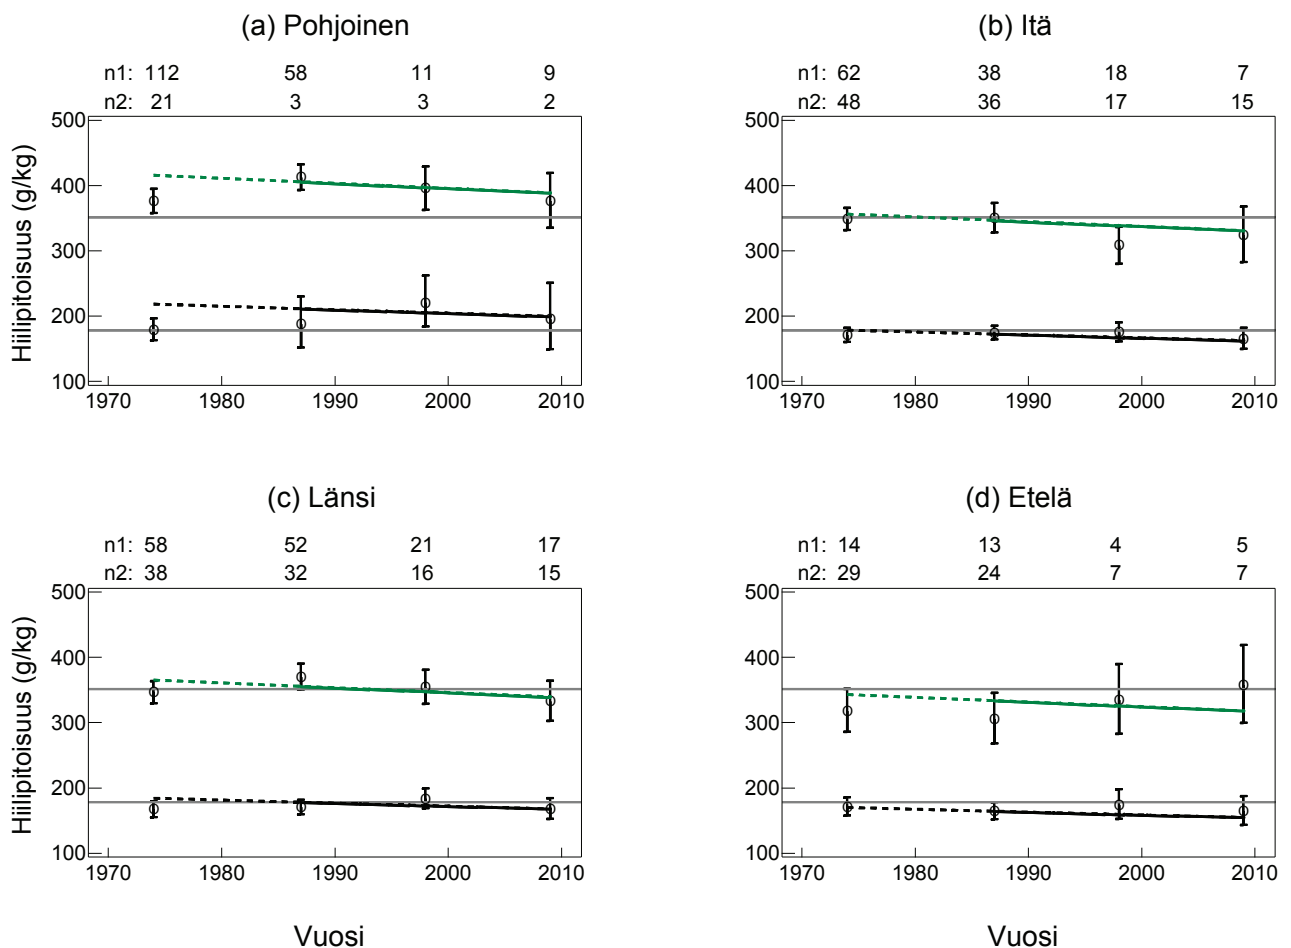 (a) Pohjoinen
n1: 112 58 11 9
n2: 21 3 3 2
500
400
300
200
100
1970 1980 1990 2000 2010
Hiilipitoisuus (g/kg)
(b) Itä
n1: 62 38 18 7
n2: 48 36 17 15
500
400
300
200
100
1970 1980 1990 2000 2010
(c) Länsi
n1: 58 52 21 17
n2: 38 32 16 15
500
400
300
200
100
1970 1980 1990 2000 2010
Hiilipitoisuus (g/kg)
Vuosi
(d) Etelä
n1: 14 13 4 5
n2: 29 24 7 7
500
400
300
200
100
1970 1980 1990 2000 2010
Vuosi